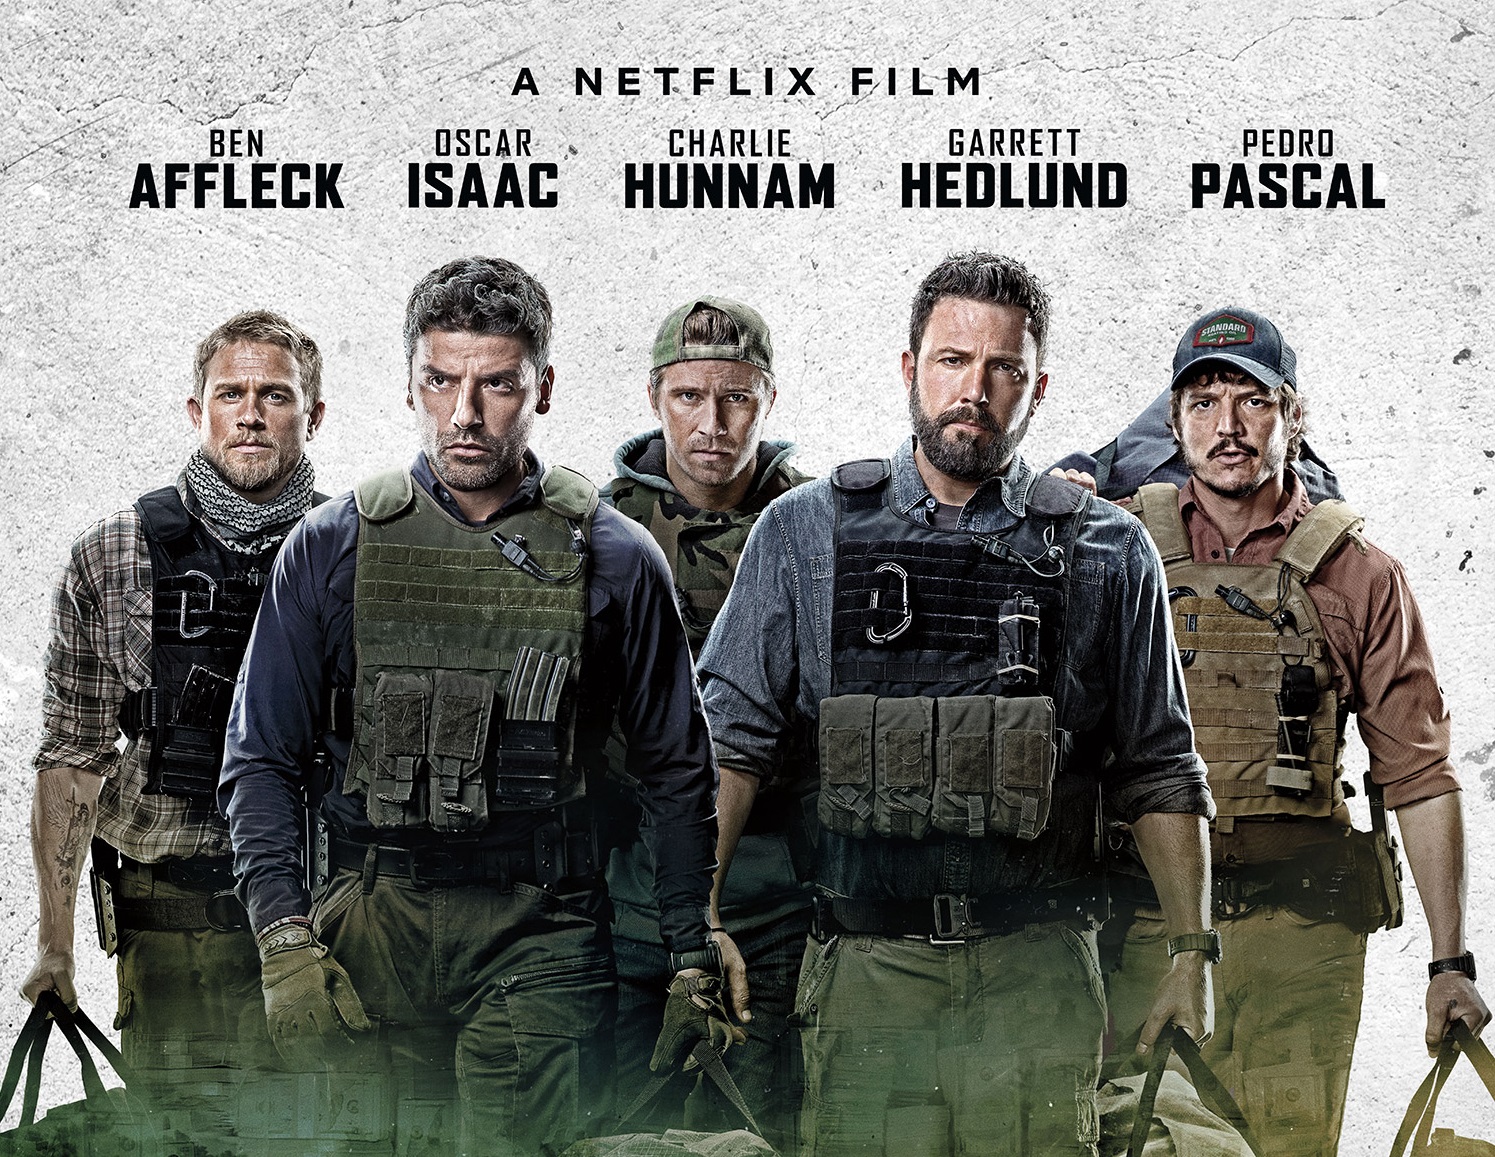 A NETFLIX FILM
BEN
AFFLECK
OSCAR
ISAAC
CHARLIE
HUNNAM
GARRETT
HEDLUND
PEDRO
PASCAL
STANDARD